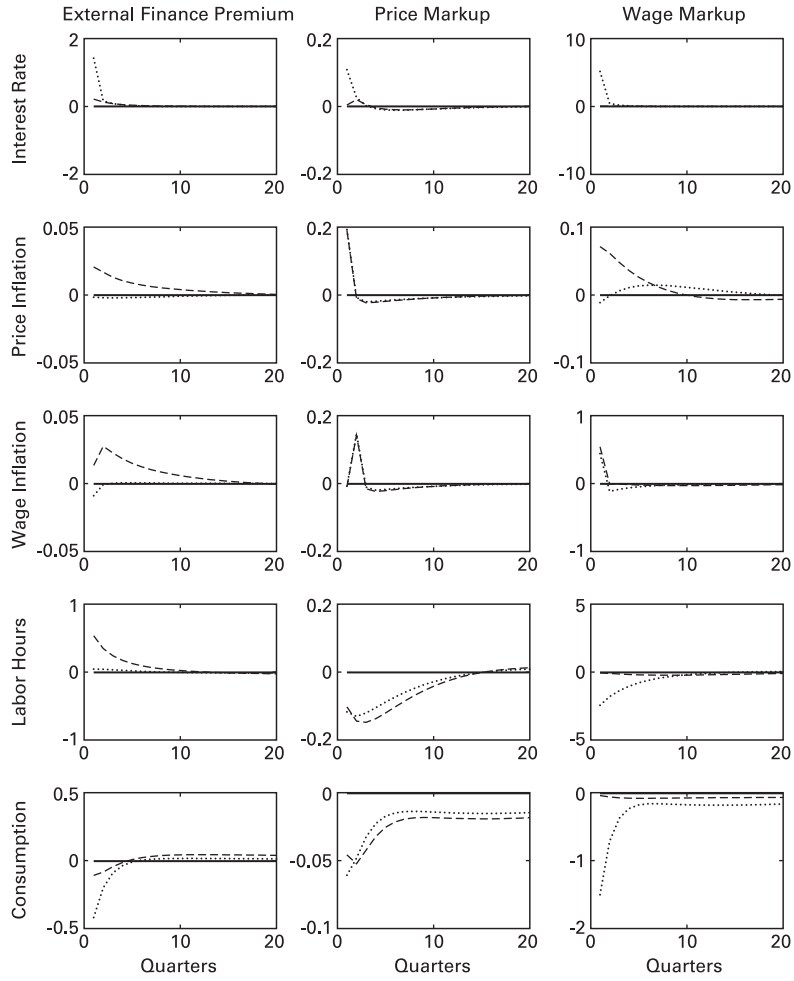 External Finance Premium Price Markup Wage Markup
Interest Rate
2 0.2 10
0 0 0
-2 -0.2 -10
0 10 20 0 10 20 0 10 20
Price Inflation
0.05 0.2 0.1
0 0 0
-0.05 -0.2 -0.1
0 10 20 0 10 20 0 10 20
Wage Inflation
0.05 0.2 1
0 0 0
-0.05 -0.2 -1
0 10 20 0 10 20 0 10 20
Labor Hours
1 0.2 5
0 0 0
-1 -0.2 -5
0 10 20 0 10 20 0 10 20
Consumption
0.5 0 0
0 -0.05 -1
-0.5 -0.1 -2
0 10 20 0 10 20 0 10 20
Quarters Quarters Quarters